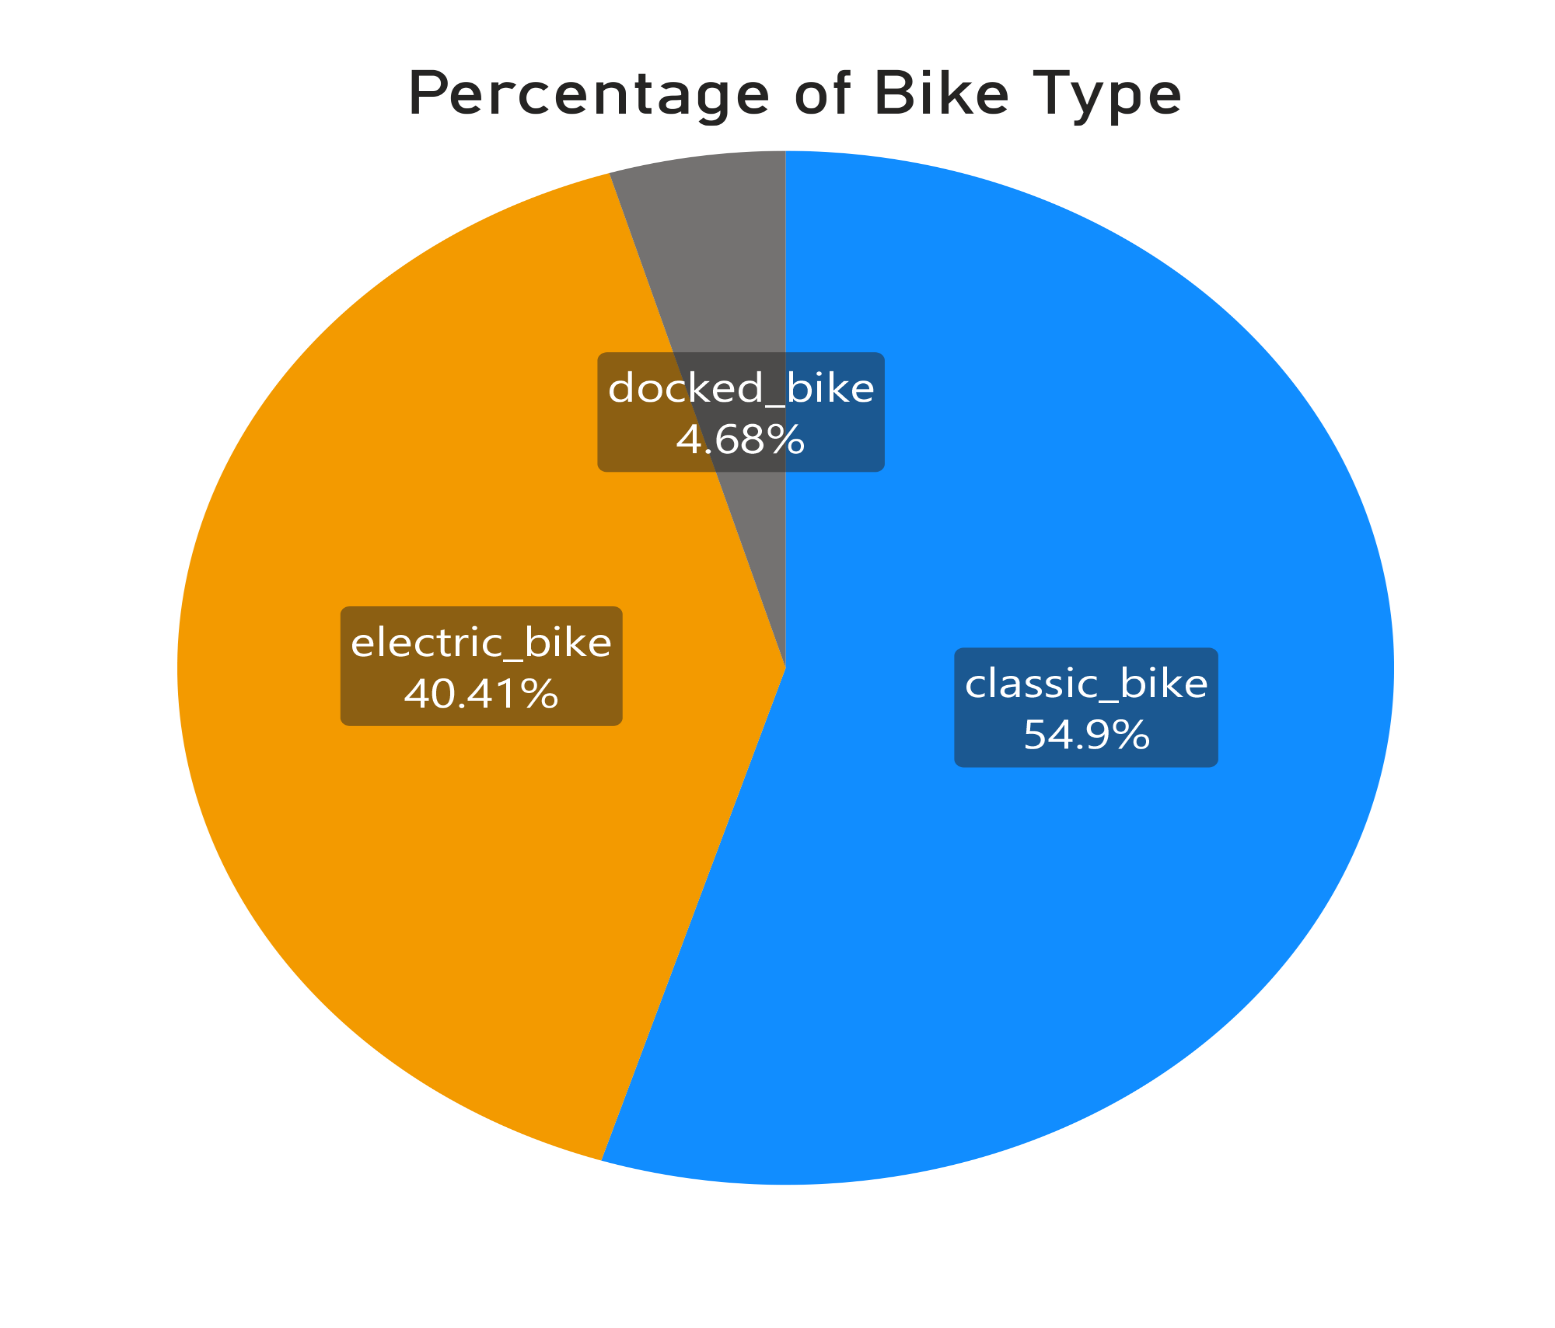 Percentage of Bike Type
docked_bike
4.68%
electric_bike
40.41%
classic_bike
54.9%